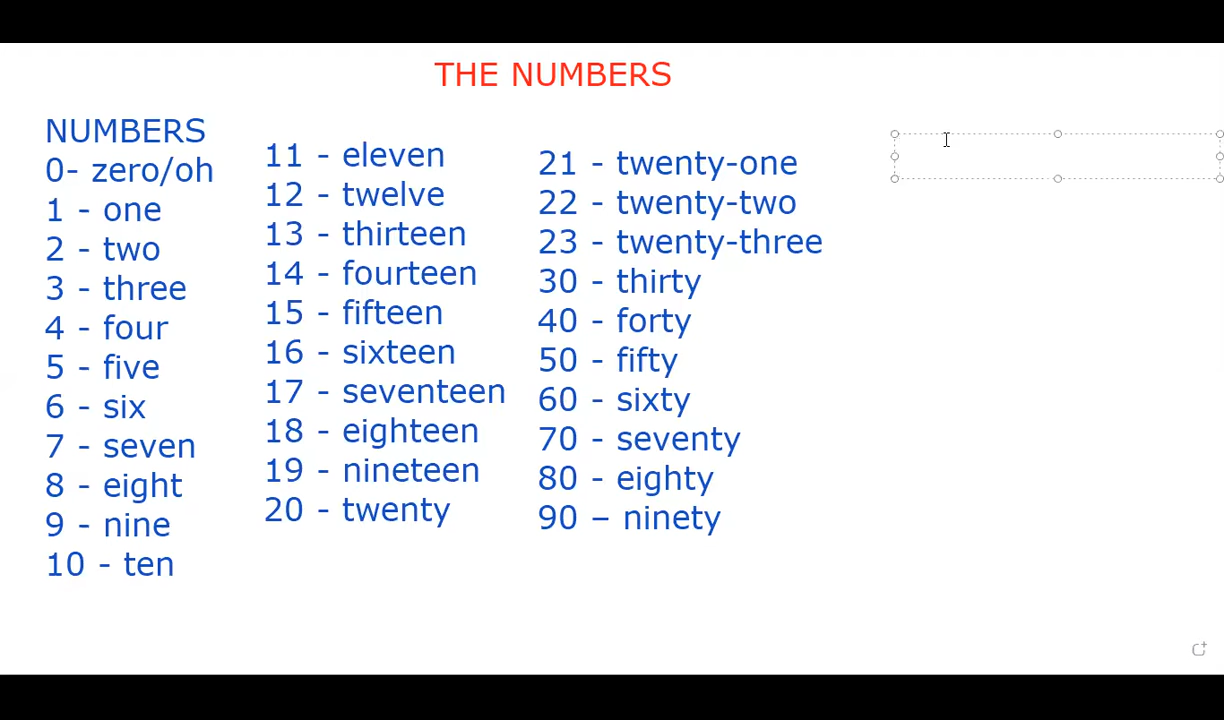 THE NUMBERS
NUMBERS
0- zero/oh
1 - one
2 - two
3 - three
4 - four
5 - five
6 - six
7 - seven
8 - eight
9 - nine
10 - ten
11 - eleven
12 - twelve
13 - thirteen
14 - fourteen
15 - fifteen
16 - sixteen
17 - seventeen
18 - eighteen
19 - nineteen
20 - twenty
21 - twenty-one
22 - twenty-two
23 - twenty-three
30 - thirty
40 - forty
50 - fifty
60 - sixty
70 - seventy
80 - eighty
90 – ninety